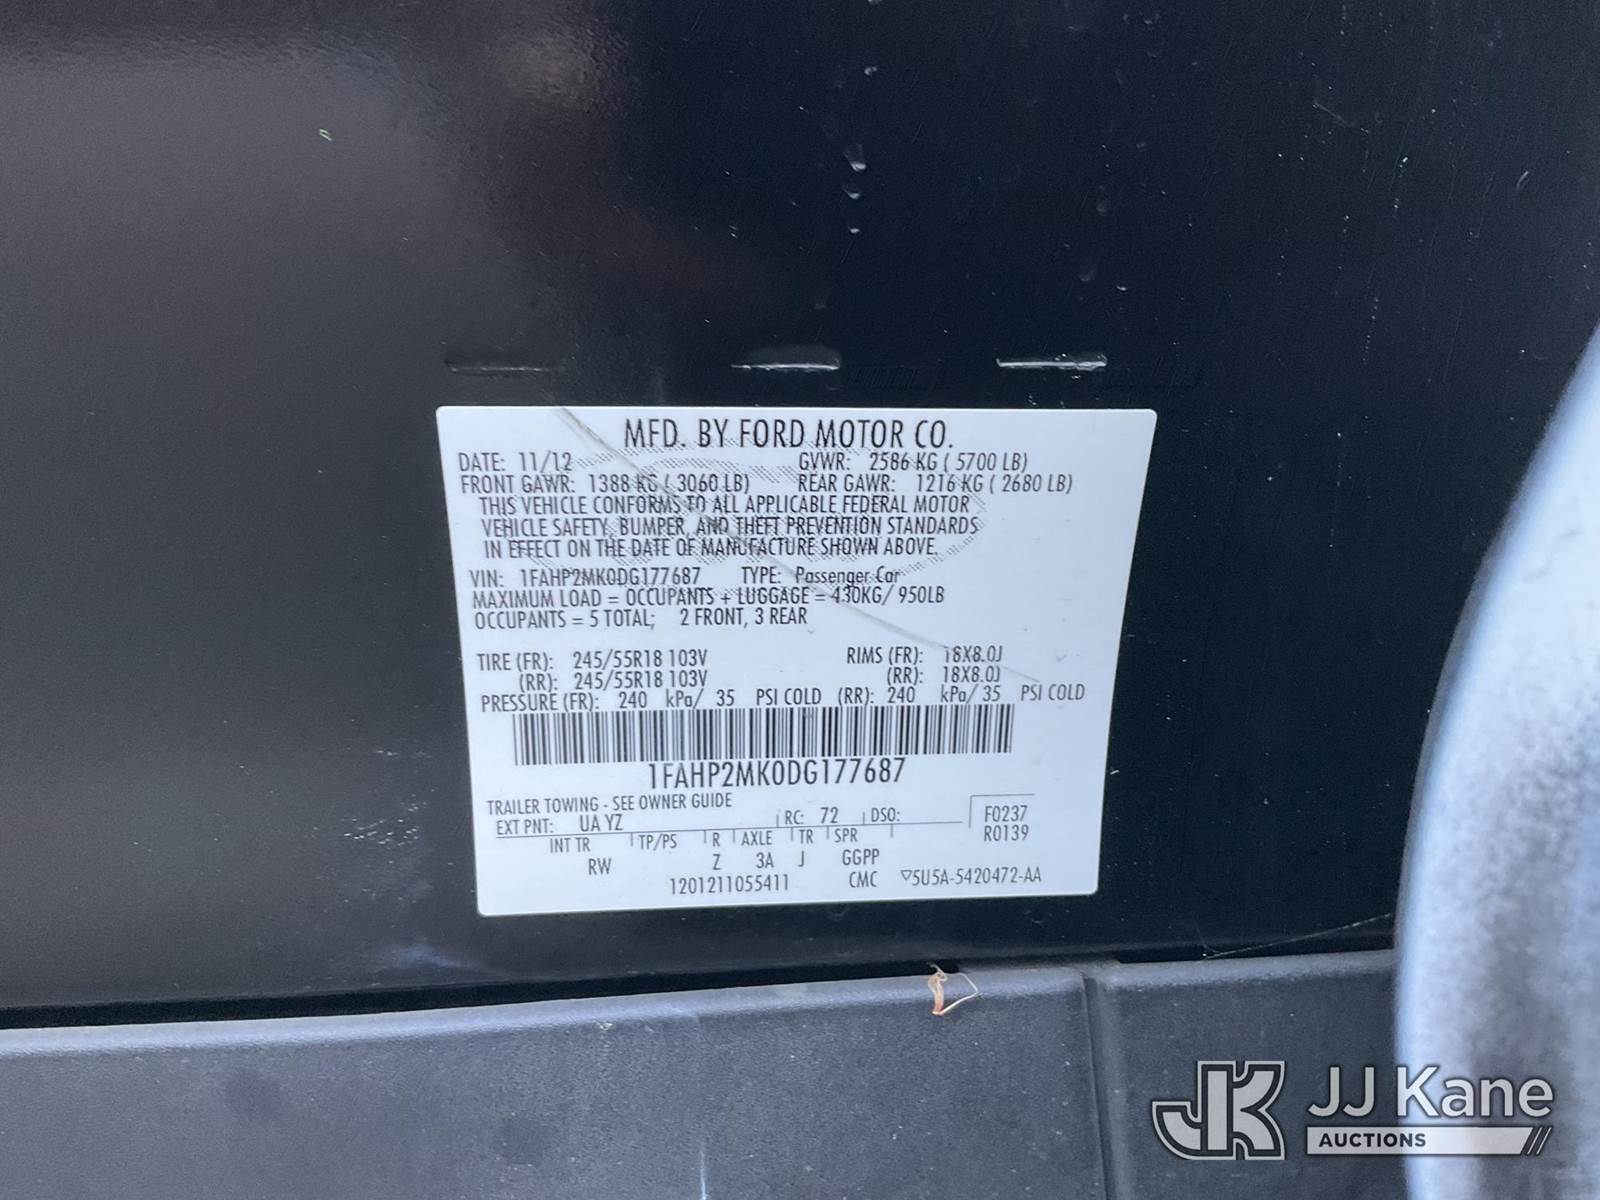 MFD. BY FORD MOTOR CO.
DATE: 11/12 GVWR: 2586 KG ( 5700 LB)
FRONT GAWR: 1388 KG ( 3060 LB) REAR GAWR: 1216 KG ( 2680 LB)
THIS VEHICLE CONFORMS TO ALL APPLICABLE FEDERAL MOTOR
VEHICLE SAFETY, BUMPER, AND THEFT PREVENTION STANDARDS
IN EFFECT ON THE DATE OF MANUFACTURE SHOWN ABOVE.
VIN: 1FAHP2MK0DG177687 TYPE: Passenger Car
MAXIMUM LOAD = OCCUPANTS + LUGGAGE = 430KG/ 950LB
OCCUPANTS = 5 TOTAL; 2 FRONT, 3 REAR
TIRE (FR): 245/55R18 103V RIMS (FR): 18X8.0J
(RR): 245/55R18 103V (RR): 18X8.0J
PRESSURE (FR): 240 kPa/ 35 PSI COLD (RR): 240 kPa/ 35 PSI COLD
1FAHP2MK0DG177687
TRAILER TOWING - SEE OWNER GUIDE
EXT PNT: UA YZ RC: 72 DSO: F0237
INT TR TP/PS R AXLE TR SPR R0139
RW Z 3A J GGPP
1201211055411 CMC ▽5U5A-5420472-AA
JK JJ Kane
AUCTIONS